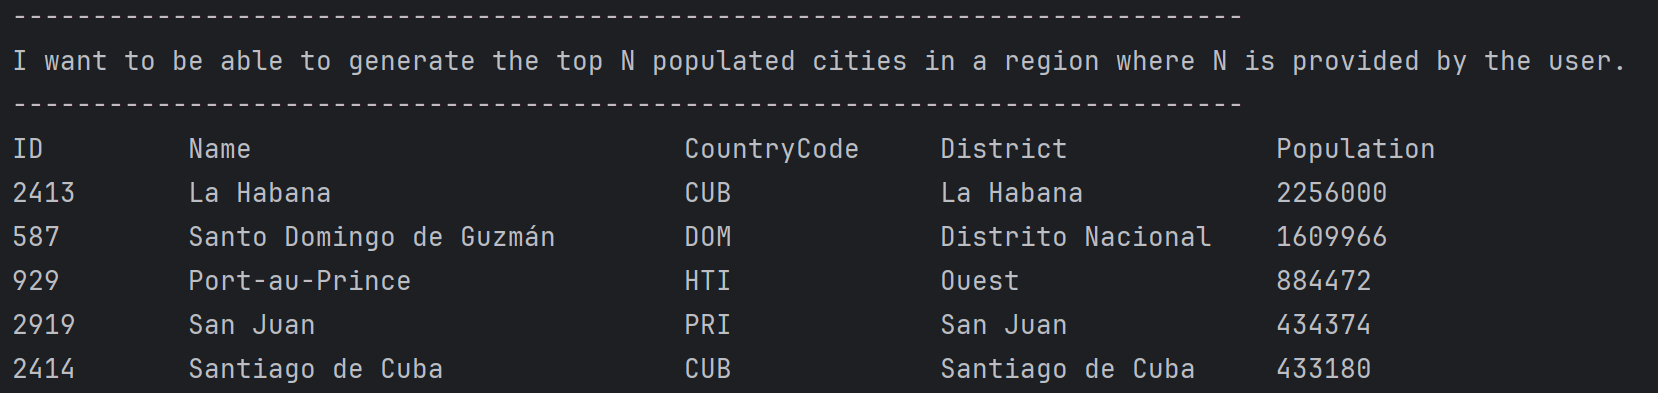 -----------------------------------------------------------------------------
I want to be able to generate the top N populated cities in a region where N is provided by the user.
-----------------------------------------------------------------------------
ID Name CountryCode District Population
2413 La Habana CUB La Habana 2256000
587 Santo Domingo de Guzmán DOM Distrito Nacional 1609966
929 Port-au-Prince HTI Ouest 884472
2919 San Juan PRI San Juan 434374
2414 Santiago de Cuba CUB Santiago de Cuba 433180